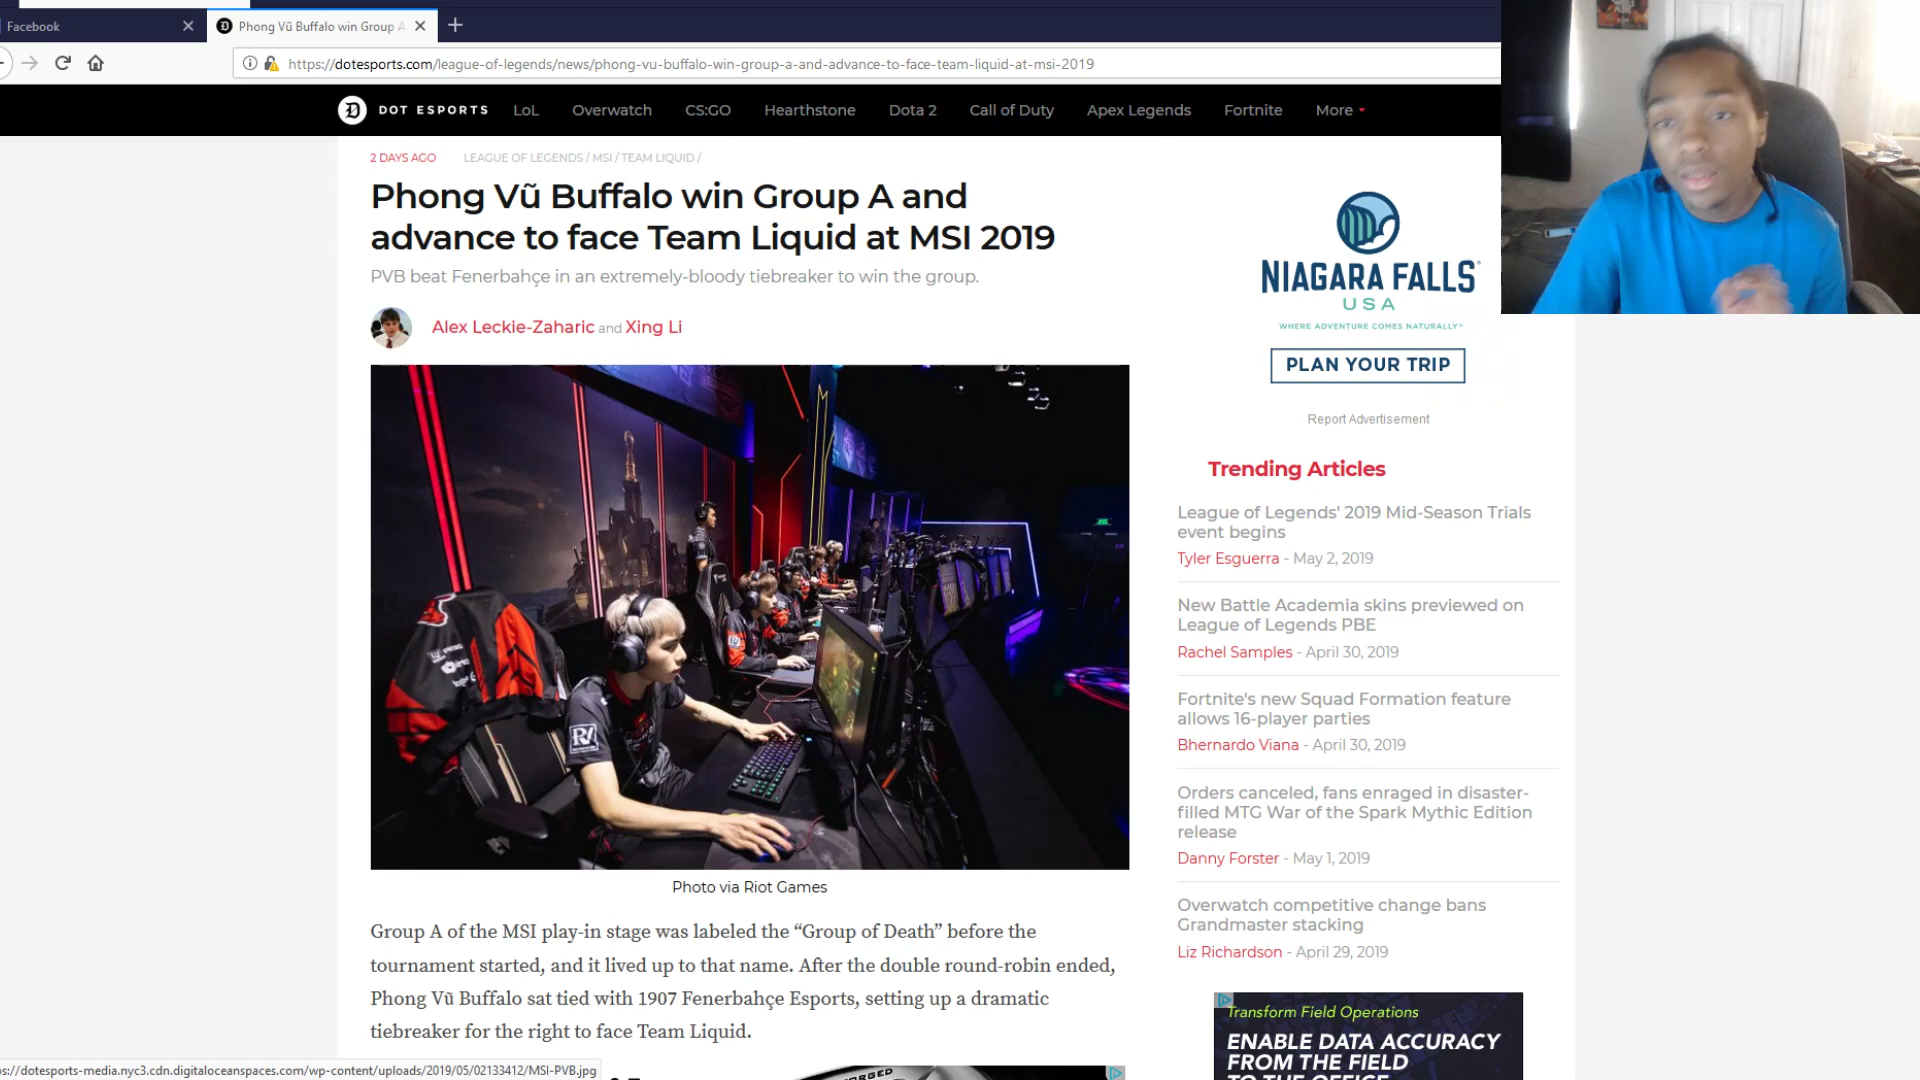 Facebook
Phong Vũ Buffalo win Group A
https://dotesports.com/league-of-legends/news/phong-vu-buffalo-win-group-a-and-advance-to-face-team-liquid-at-msi-2019
DOT ESPORTS LoL Overwatch CS:GO Hearthstone Dota 2 Call of Duty Apex Legends Fortnite More
2 DAYS AGO LEAGUE OF LEGENDS / MSI / TEAM LIQUID /
Phong Vũ Buffalo win Group A and
advance to face Team Liquid at MSI 2019
PVB beat Fenerbahçe in an extremely-bloody tiebreaker to win the group.
Alex Leckie-Zaharic and Xing Li
Photo via Riot Games
Group A of the MSI play-in stage was labeled the “Group of Death” before the
tournament started, and it lived up to that name. After the double round-robin ended,
Phong Vũ Buffalo sat tied with 1907 Fenerbahçe Esports, setting up a dramatic
tiebreaker for the right to face Team Liquid.
NIAGARA FALLS
USA
WHERE ADVENTURE COMES NATURALLY
PLAN YOUR TRIP
Report Advertisement
Trending Articles
League of Legends' 2019 Mid-Season Trials
event begins
Tyler Esguerra - May 2, 2019
New Battle Academia skins previewed on
League of Legends PBE
Rachel Samples - April 30, 2019
Fortnite's new Squad Formation feature
allows 16-player parties
Bhernardo Viana - April 30, 2019
Orders canceled, fans enraged in disaster-
filled MTG War of the Spark Mythic Edition
release
Danny Forster - May 1, 2019
Overwatch competitive change bans
Grandmaster stacking
Liz Richardson - April 29, 2019
Transform Field Operations
ENABLE DATA ACCURACY
FROM THE FIELD
TO THE OFFICE
s://dotesports-media.nyc3.cdn.digitaloceanspaces.com/wp-content/uploads/2019/05/02133412/MSI-PVB.jpg